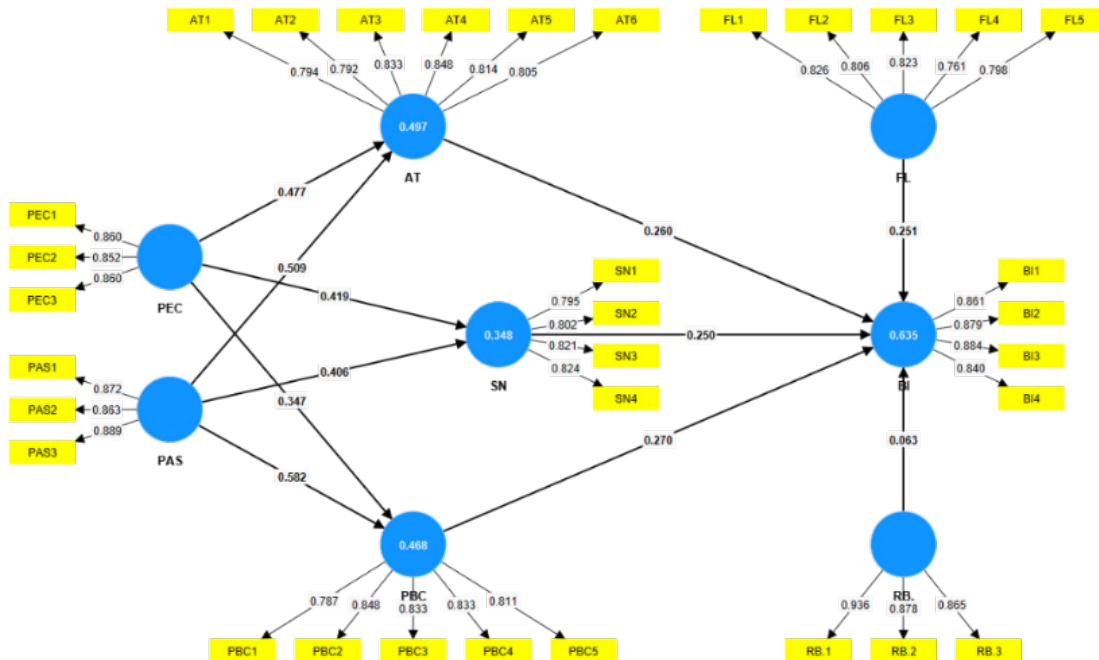 AT1 AT2 AT3 AT4 AT5 AT6 FL1 FL2 FL3 FL4 FL5
0.794 0.792 0.833 0.848 0.814 0.805 0.826 0.806 0.823 0.761 0.798
0.497
AT FL
0.477
PEC1
0.860
PEC2
0.852
PEC3
0.860
PEC
0.509
0.419
0.260
0.251
SN1
0.795
SN2
0.802
SN3
0.821
SN4
0.824
0.348
SN
0.250
BI1
0.861
BI2
0.879
BI3
0.884
BI4
0.840
0.635
BI
PAS1
0.872
PAS2
0.863
PAS3
0.889
PAS
0.406
0.347
0.582
0.270
0.063
0.468
PBC RB.
0.787 0.848 0.833 0.833 0.811 0.936 0.878 0.865
PBC1 PBC2 PBC3 PBC4 PBC5 RB.1 RB.2 RB.3